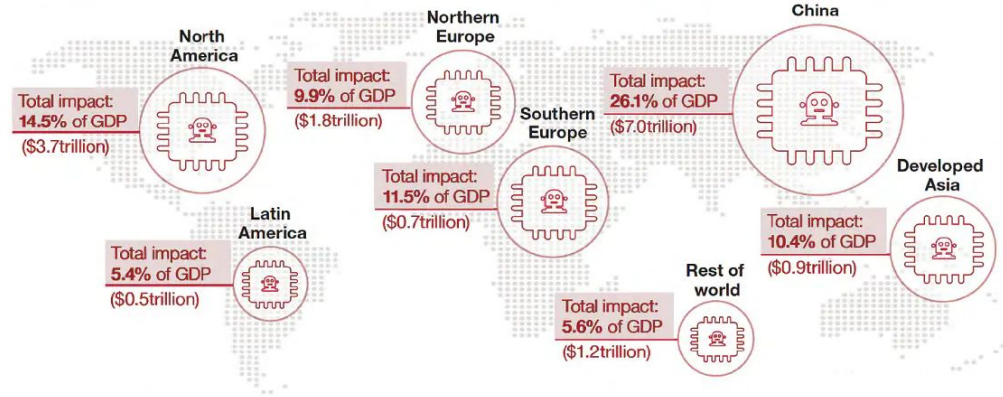 North
America
Total impact:
14.5% of GDP
($3.7trillion)
Northern
Europe
Total impact:
9.9% of GDP
($1.8trillion)
Southern
Europe
Total impact:
11.5% of GDP
($0.7trillion)
China
Total impact:
26.1% of GDP
($7.0trillion)
Developed
Asia
Total impact:
10.4% of GDP
($0.9trillion)
Latin
America
Total impact:
5.4% of GDP
($0.5trillion)
Rest of
world
Total impact:
5.6% of GDP
($1.2trillion)